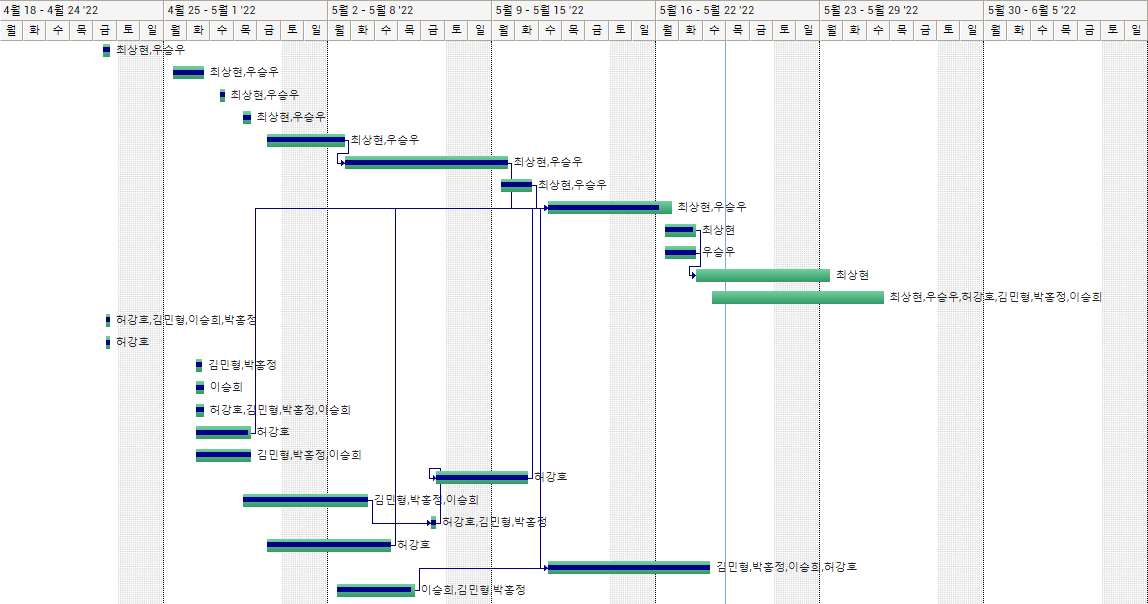 4월 18 - 4월 24 '22 4월 25 - 5월 1 '22 5월 2 - 5월 8 '22 5월 9 - 5월 15 '22 5월 16 - 5월 22 '22 5월 23 - 5월 29 '22 5월 30 - 6월 5 '22
월 화 수 목 금 토 일 월 화 수 목 금 토 일 월 화 수 목 금 토 일 월 화 수 목 금 토 일 월 화 수 목 금 토 일 월 화 수 목 금 토 일 월 화 수 목 금 토 일
최상현,우승우
최상현,우승우
최상현,우승우
최상현,우승우
최상현,우승우
최상현,우승우
최상현,우승우
최상현,우승우
최상현
우승우
최상현
최상현,우승우,허강호,김민형,박홍정,이승희
허강호,김민형,이승희,박홍정
허강호
김민형,박홍정
이승희
허강호,김민형,박홍정,이승희
허강호
김민형,박홍정,이승희
허강호
김민형,박홍정,이승희
허강호,김민형,박홍정
허강호
김민형,박홍정,이승희,허강호
이승희,김민형,박홍정